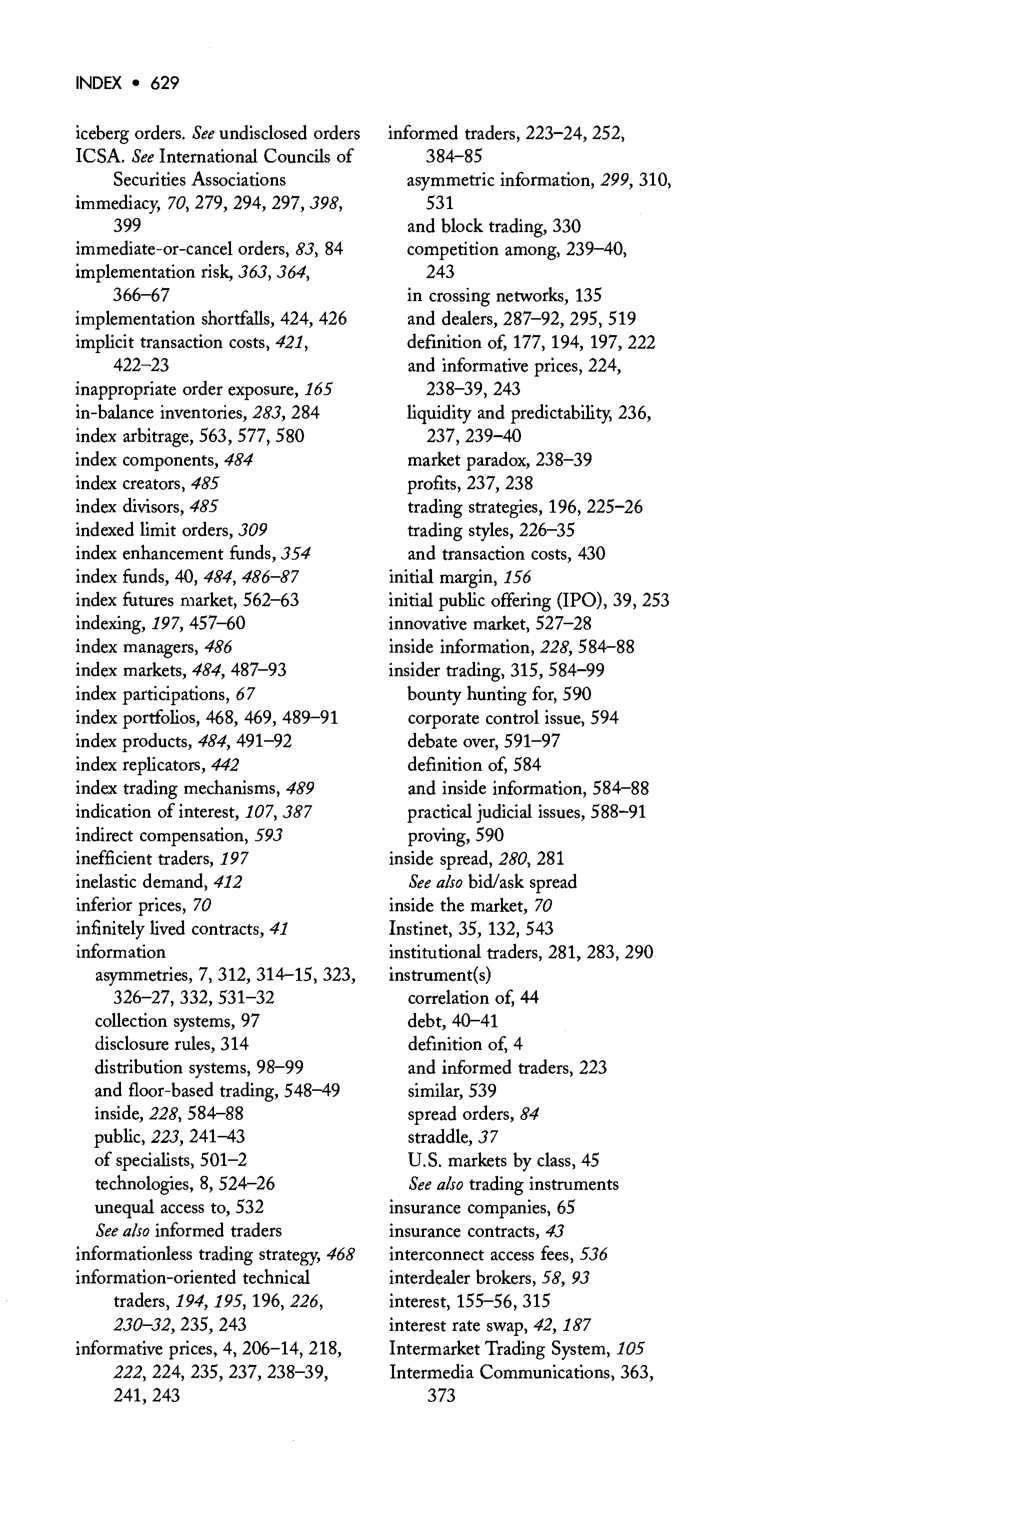 INDEX • 629
iceberg orders. See undisclosed orders
ICSA. See International Councils of
Securities Associations
immediacy, 70, 279, 294, 297, 398,
399
immediate-or-cancel orders, 83, 84
implementation risk, 363, 364,
366–67
implementation shortfalls, 424, 426
implicit transaction costs, 421,
422–23
inappropriate order exposure, 165
in-balance inventories, 283, 284
index arbitrage, 563, 577, 580
index components, 484
index creators, 485
index divisors, 485
indexed limit orders, 309
index enhancement funds, 354
index funds, 40, 484, 486–87
index futures market, 562–63
indexing, 197, 457–60
index managers, 486
index markets, 484, 487–93
index participations, 67
index portfolios, 468, 469, 489–91
index products, 484, 491–92
index replicators, 442
index trading mechanisms, 489
indication of interest, 107, 387
indirect compensation, 593
inefficient traders, 197
inelastic demand, 412
inferior prices, 70
infinitely lived contracts, 41
information
asymmetries, 7, 312, 314–15, 323,
326–27, 332, 531–32
collection systems, 97
disclosure rules, 314
distribution systems, 98–99
and floor-based trading, 548–49
inside, 228, 584–88
public, 223, 241–43
of specialists, 501–2
technologies, 8, 524–26
unequal access to, 532
See also informed traders
informationless trading strategy, 468
information-oriented technical
traders, 194, 195, 196, 226,
230–32, 235, 243
informative prices, 4, 206–14, 218,
222, 224, 235, 237, 238–39,
241, 243
informed traders, 223–24, 252,
384–85
asymmetric information, 299, 310,
531
and block trading, 330
competition among, 239–40,
243
in crossing networks, 135
and dealers, 287–92, 295, 519
definition of, 177, 194, 197, 222
and informative prices, 224,
238–39, 243
liquidity and predictability, 236,
237, 239–40
market paradox, 238–39
profits, 237, 238
trading strategies, 196, 225–26
trading styles, 226–35
and transaction costs, 430
initial margin, 156
initial public offering (IPO), 39, 253
innovative market, 527–28
inside information, 228, 584–88
insider trading, 315, 584–99
bounty hunting for, 590
corporate control issue, 594
debate over, 591–97
definition of, 584
and inside information, 584–88
practical judicial issues, 588–91
proving, 590
inside spread, 280, 281
See also bid/ask spread
inside the market, 70
Instinet, 35, 132, 543
institutional traders, 281, 283, 290
instrument(s)
correlation of, 44
debt, 40–41
definition of, 4
and informed traders, 223
similar, 539
spread orders, 84
straddle, 37
U.S. markets by class, 45
See also trading instruments
insurance companies, 65
insurance contracts, 43
interconnect access fees, 536
interdealer brokers, 58, 93
interest, 155–56, 315
interest rate swap, 42, 187
Intermarket Trading System, 105
Intermedia Communications, 363,
373